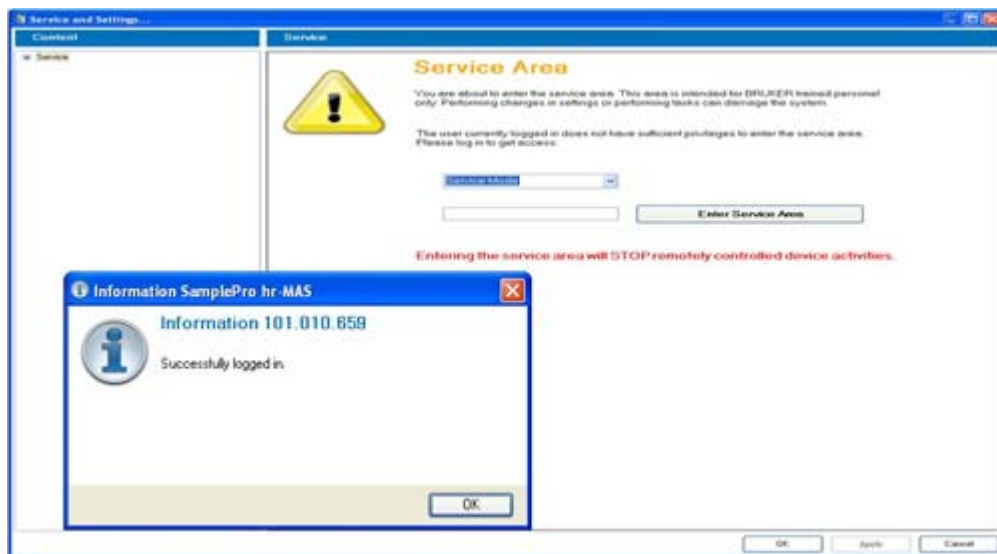 Service and Settings...
Content
Service
Service
Service Area
You are about to enter the service area. This area is intended for BRUKER trained personel
only. Performing changes in settings or performing tasks can damage the system.
The user currently logged in does not have sufficient privileges to enter the service area.
Please log in to get access:
Service Mode
Enter Service Area
Entering the service area will STOP remotely controlled device activities.
Information SamplePro hr-MAS
Information 101.010.659
Successfully logged in.
OK
OK
Apply
Cancel